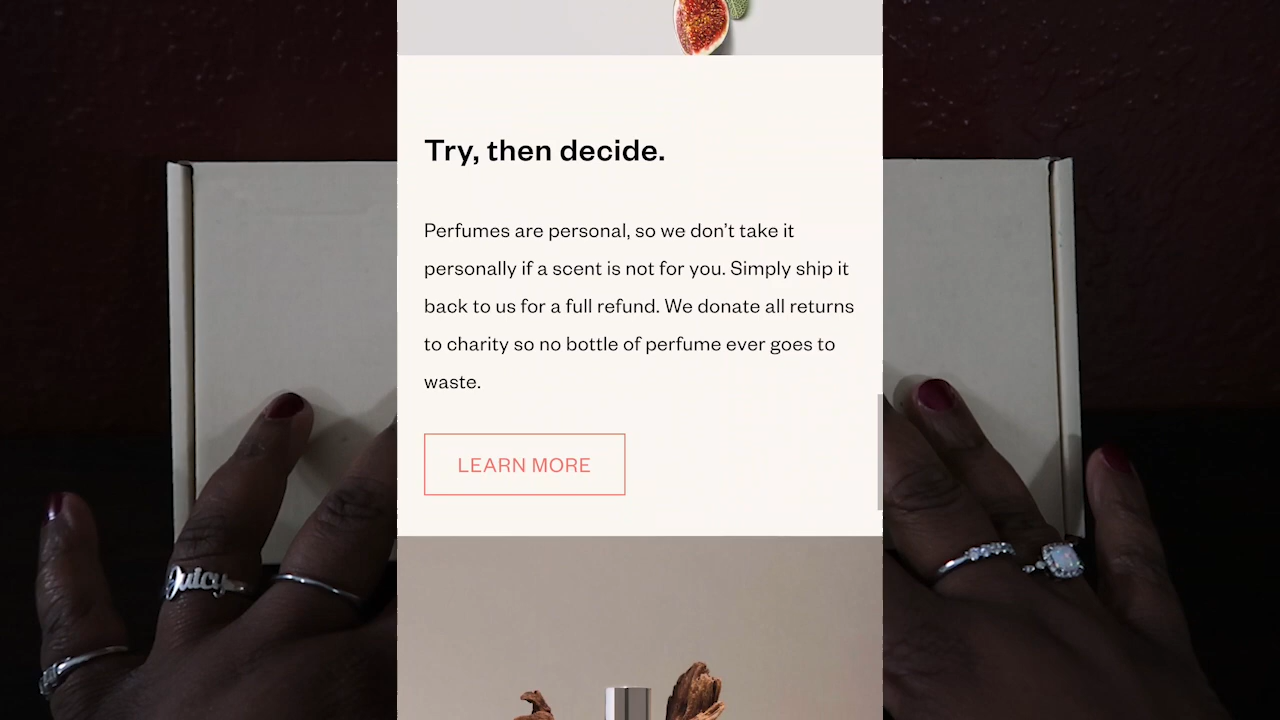 Try, then decide.
Perfumes are personal, so we don’t take it
personally if a scent is not for you. Simply ship it
back to us for a full refund. We donate all returns
to charity so no bottle of perfume ever goes to
waste.
LEARN MORE
Juicy